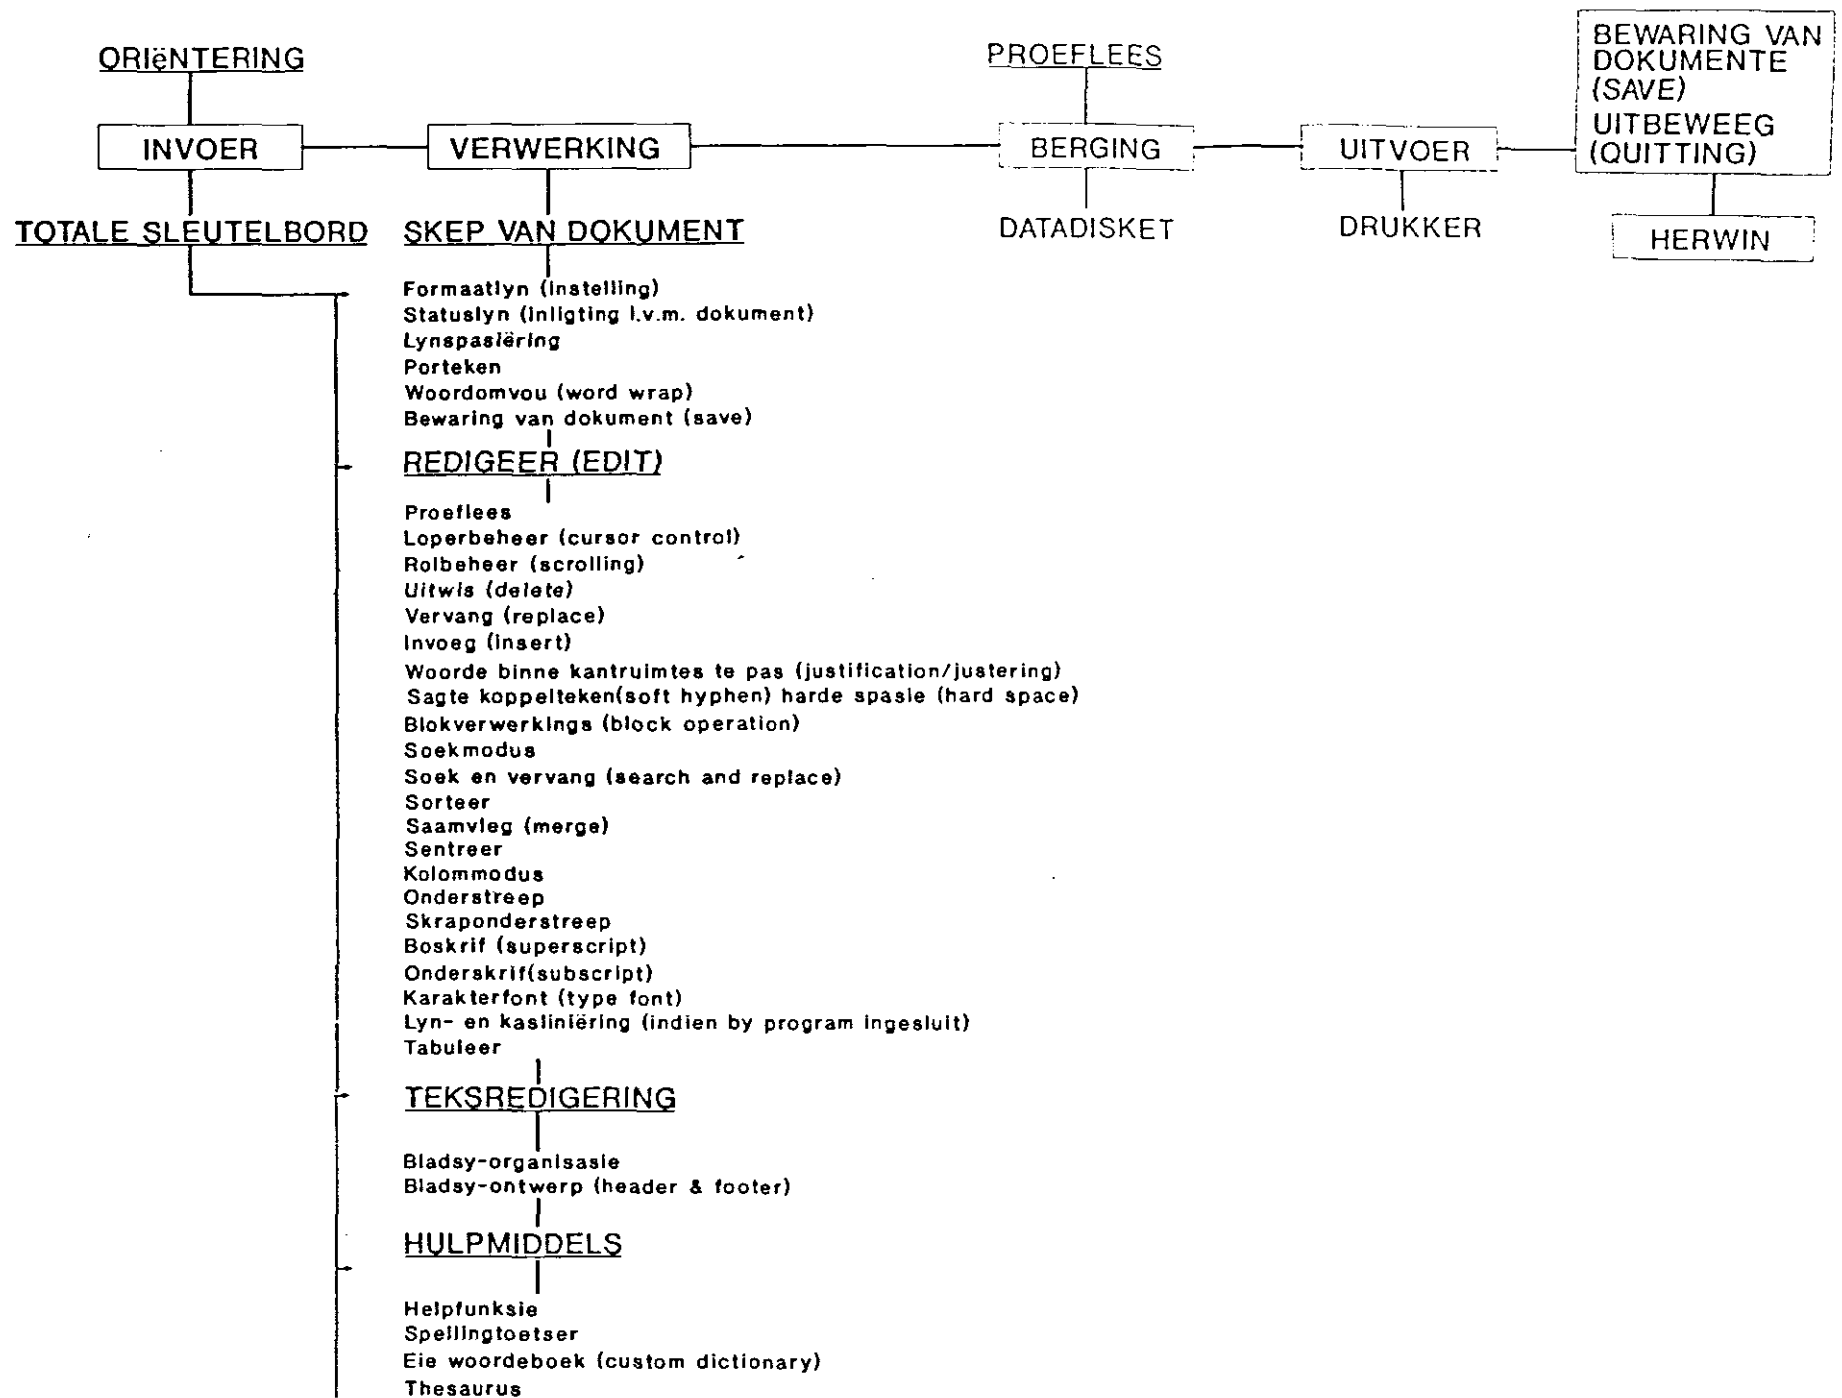 ORIËNTERING
PROEFLEES
BEWARING VAN
DOKUMENTE
(SAVE)
UITBEWEEG
(QUITTING)
INVOER
VERWERKING
BERGING
UITVOER
TOTALE SLEUTELBORD
SKEP VAN DOKUMENT
DATADISKET
DRUKKER
HERWIN
Formaatlyn (instelling)
Statuslyn (inligting i.v.m. dokument)
Lynspasiëring
Porteken
Woordomvou (word wrap)
Bewaring van dokument (save)
REDIGEER (EDIT)
Proeflees
Loperbeheer (cursor control)
Rolbeheer (scrolling)
Uitwis (delete)
Vervang (replace)
Invoeg (insert)
Woorde binne kantruimtes te pas (justification/justering)
Sagte koppelteken(soft hyphen) harde spasie (hard space)
Blokverwerkings (block operation)
Soekmodus
Soek en vervang (search and replace)
Sorteer
Saamvleg (merge)
Sentreer
Kolommodus
Onderstreep
Skraponderstreep
Boskrif (superscript)
Onderskrif(subscript)
Karakterfont (type font)
Lyn- en kasliniëring (indien by program ingesluit)
Tabuleer
TEKSREDIGERING
Bladsy-organisasie
Bladsy-ontwerp (header & footer)
HULPMIDDELS
Helpfunksie
Spellingtoetser
Eie woordeboek (custom dictionary)
Thesaurus